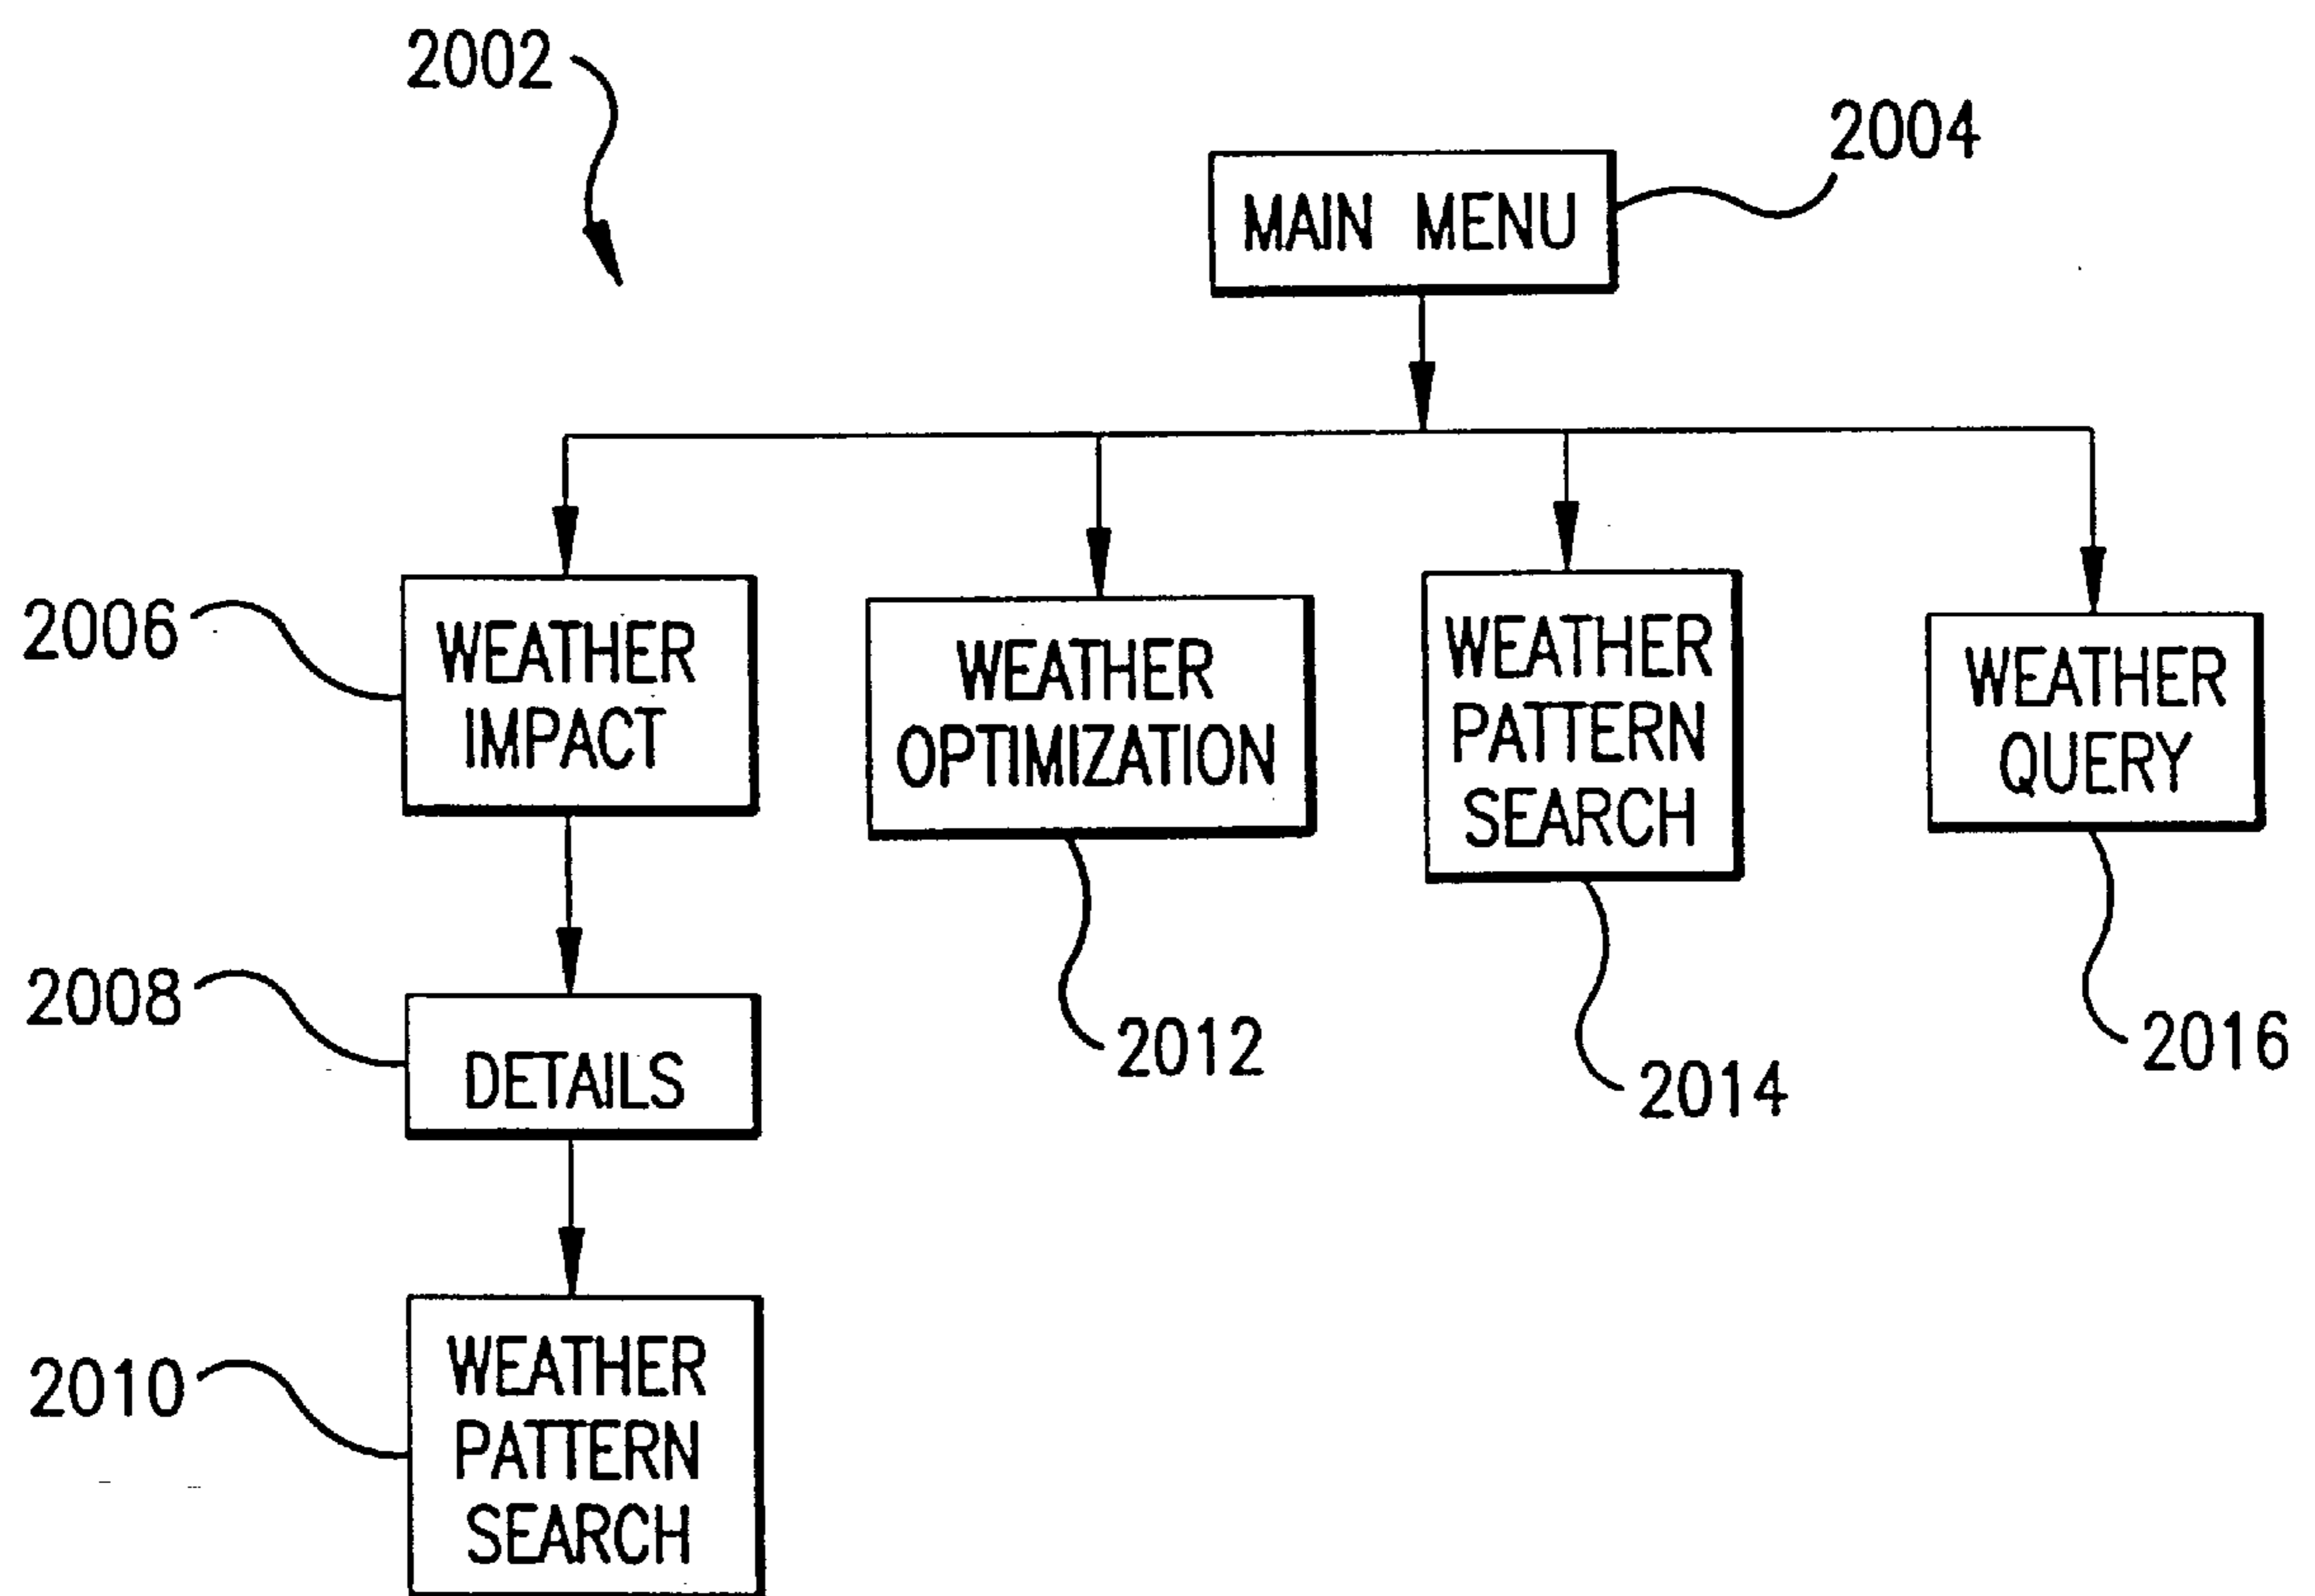 2002
2004
MAIN MENU
2006
WEATHER
IMPACT
WEATHER
OPTIMIZATION
WEATHER
PATTERN
SEARCH
WEATHER
QUERY
2008
DETAILS
2012
2014
2016
2010
WEATHER
PATTERN
SEARCH